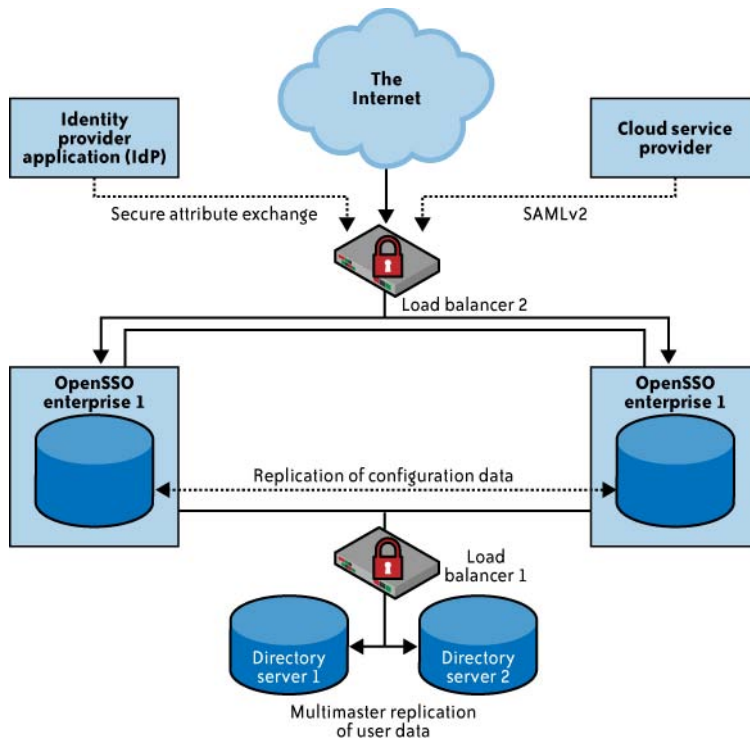 The
Internet
Identity
provider
application (IdP)
Cloud service
provider
Secure attribute exchange
SAMLv2
Load balancer 2
OpenSSO
enterprise 1
OpenSSO
enterprise 1
Replication of configuration data
Load
balancer 1
Directory
server 1
Directory
server 2
Multimaster replication
of user data